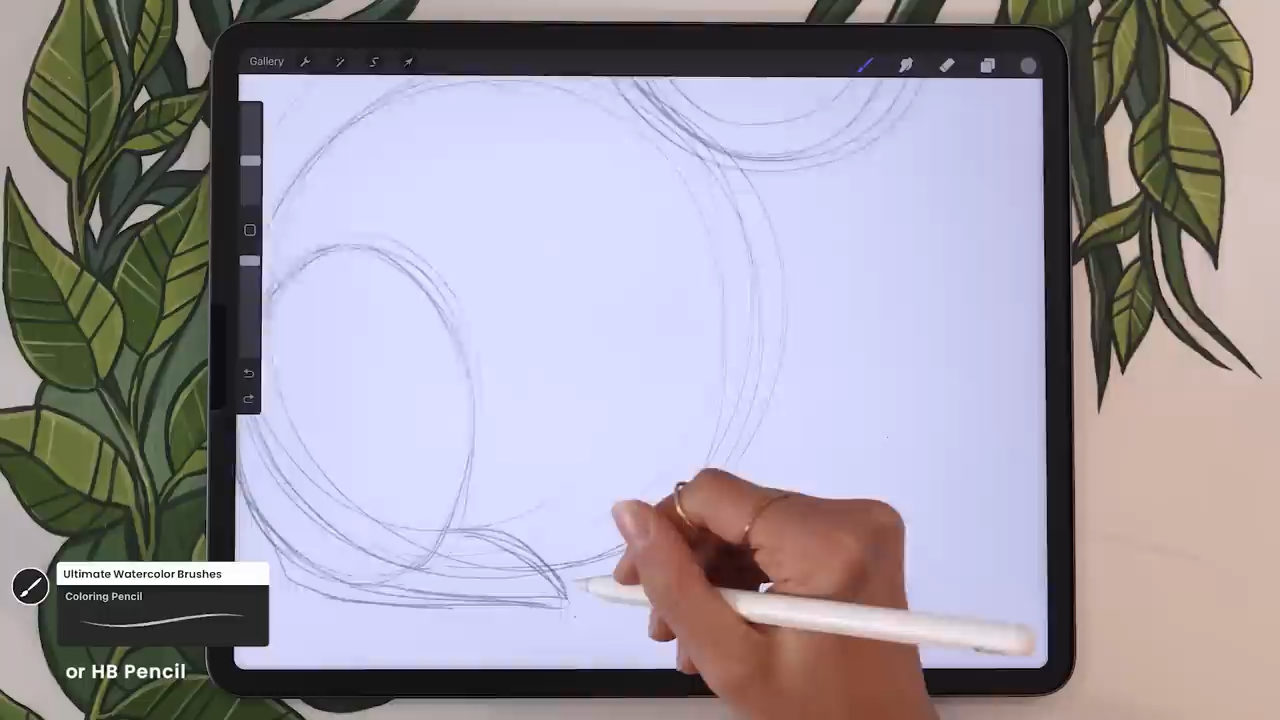 Gallery
Ultimate Watercolor Brushes
Coloring Pencil
or HB Pencil